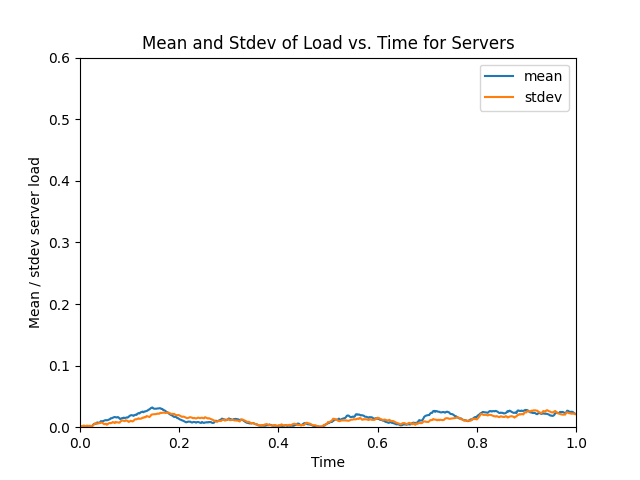 Mean and Stdev of Load vs. Time for Servers
mean
stdev
Mean / stdev server load
0.6
0.5
0.4
0.3
0.2
0.1
0.0
0.0 0.2 0.4 0.6 0.8 1.0
Time